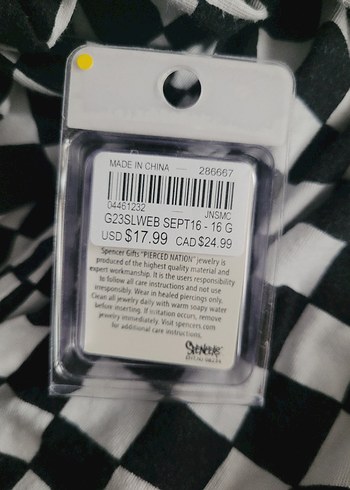 MADE IN CHINA — 286667
04461232 JNSMC
G23SLWEB SEPT16 - 16 G
USD $17.99 CAD $24.99
Spencer Gifts "PIERCED NATION" jewelry is
produced of the highest quality material and
expert workmanship. It is the users responsibility
to follow all care instructions and not use
irresponsibly. Wear in healed piercings only.
Clean all jewelry daily with warm soapy water
before inserting. If irritation occurs, remove
jewelry immediately. Visit spencers.com
for additional care instructions.
Spencer's